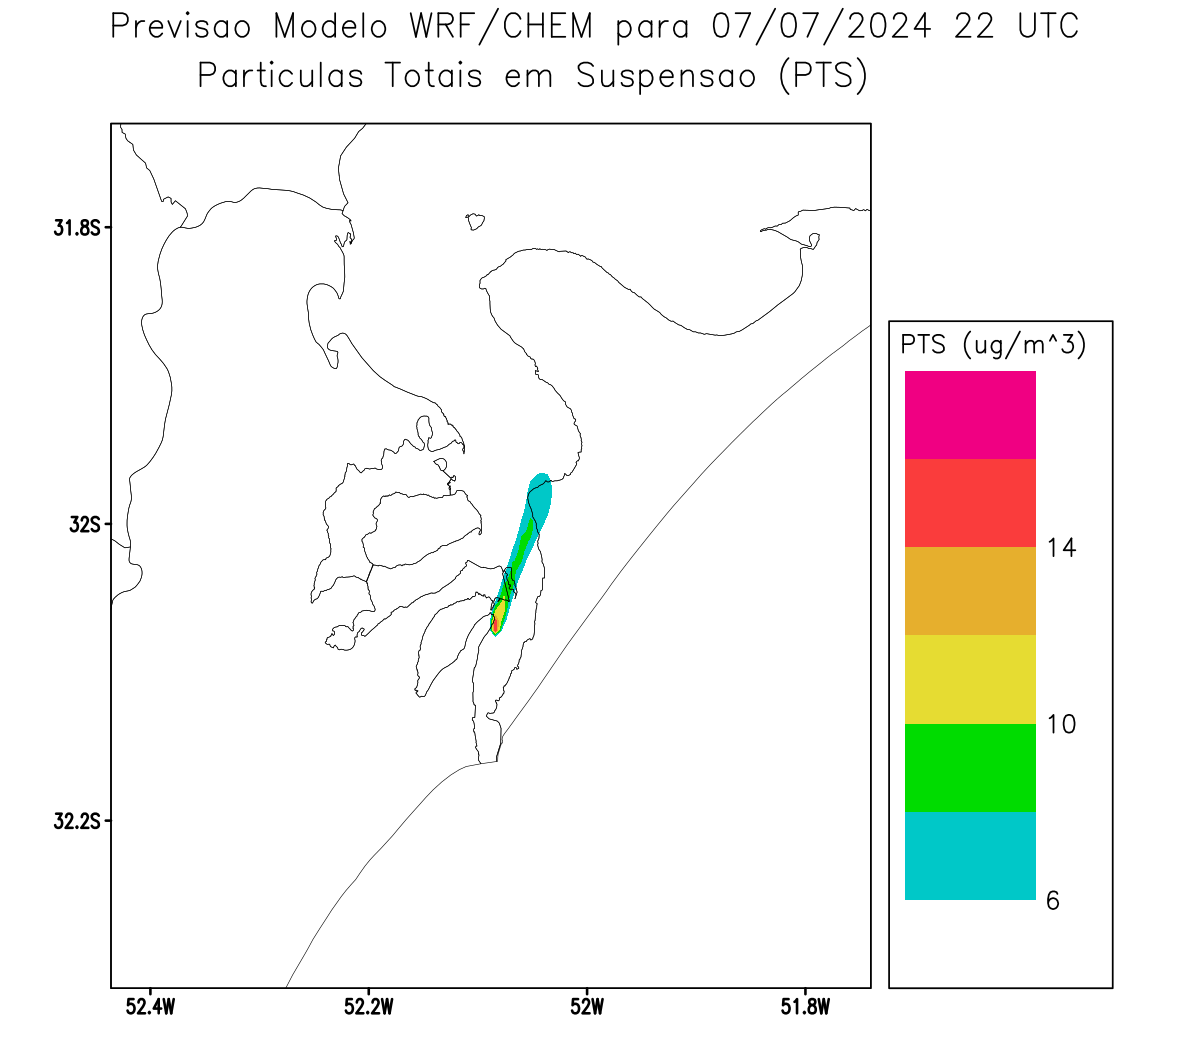 Previsao Modelo WRF/CHEM para 07/07/2024 22 UTC
Particulas Totais em Suspensao (PTS)
31.8S
32S
32.2S
52.4W
52.2W
52W
51.8W
PTS (ug/m^3)
14
10
6